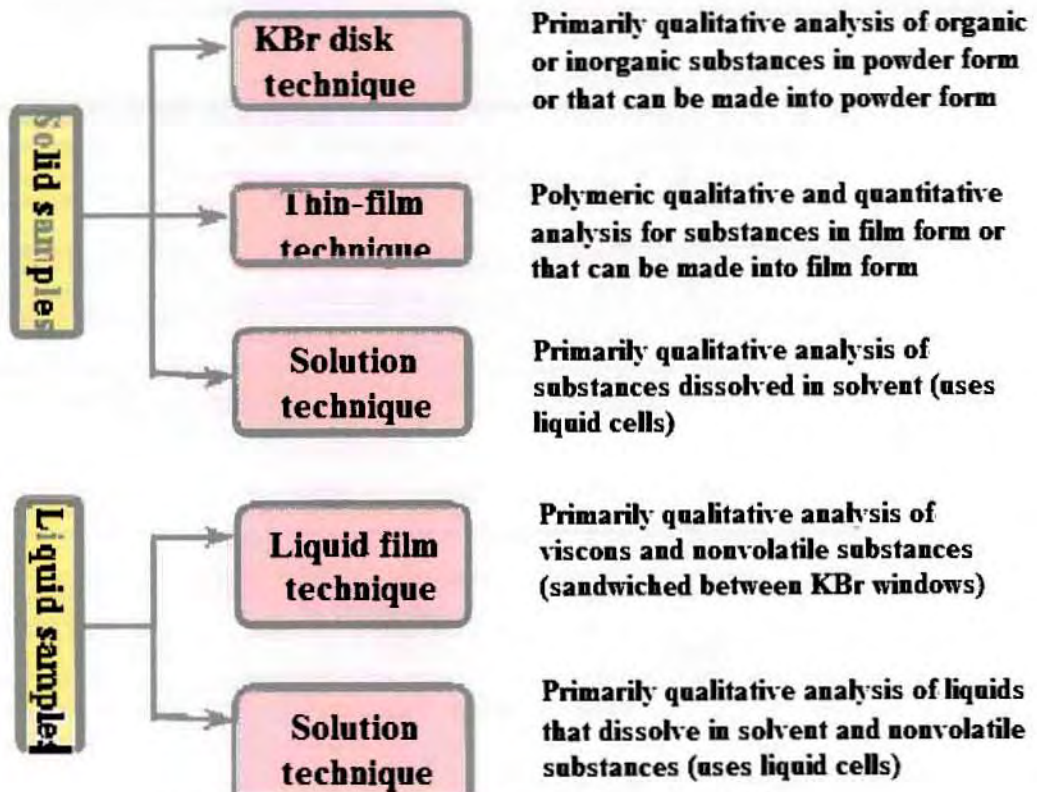 Solid samples
KBr disk
technique
Primarily qualitative analysis of organic
or inorganic substances in powder form
or that can be made into powder form
Thin-film
technique
Polymeric qualitative and quantitative
analysis for substances in film form or
that can be made into film form
Solution
technique
Primarily qualitative analysis of
substances dissolved in solvent (uses
liquid cells)
Liquid samples
Liquid film
technique
Primarily qualitative analysis of
viscons and nonvolatile substances
(sandwiched between KBr windows)
Solution
technique
Primarily qualitative analysis of liquids
that dissolve in solvent and nonvolatile
substances (uses liquid cells)